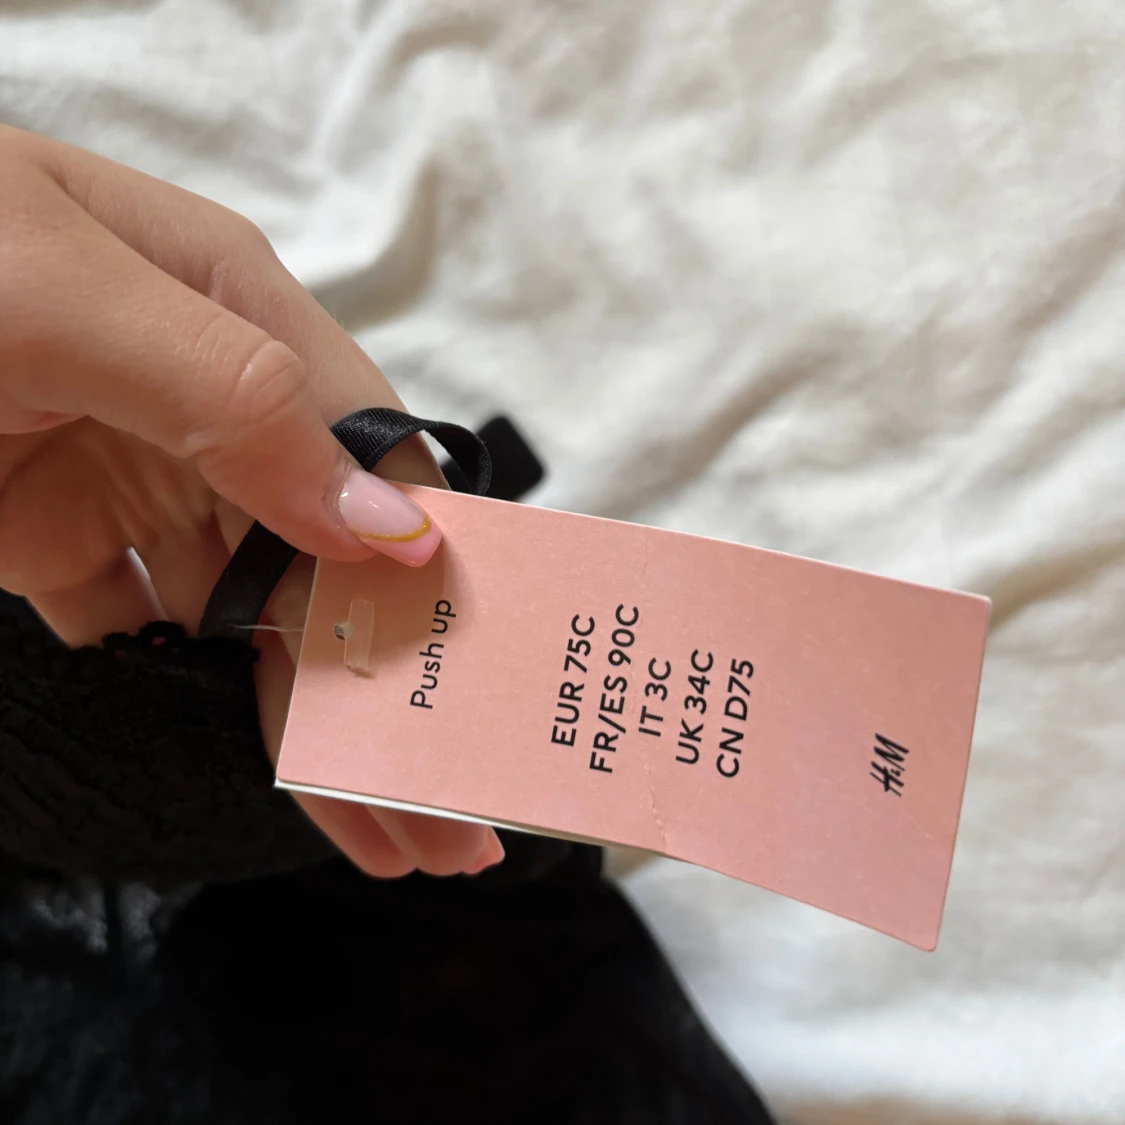 Push up
EUR 75C
FR/ES 90C
IT 3C
UK 34C
CN D75
H&M